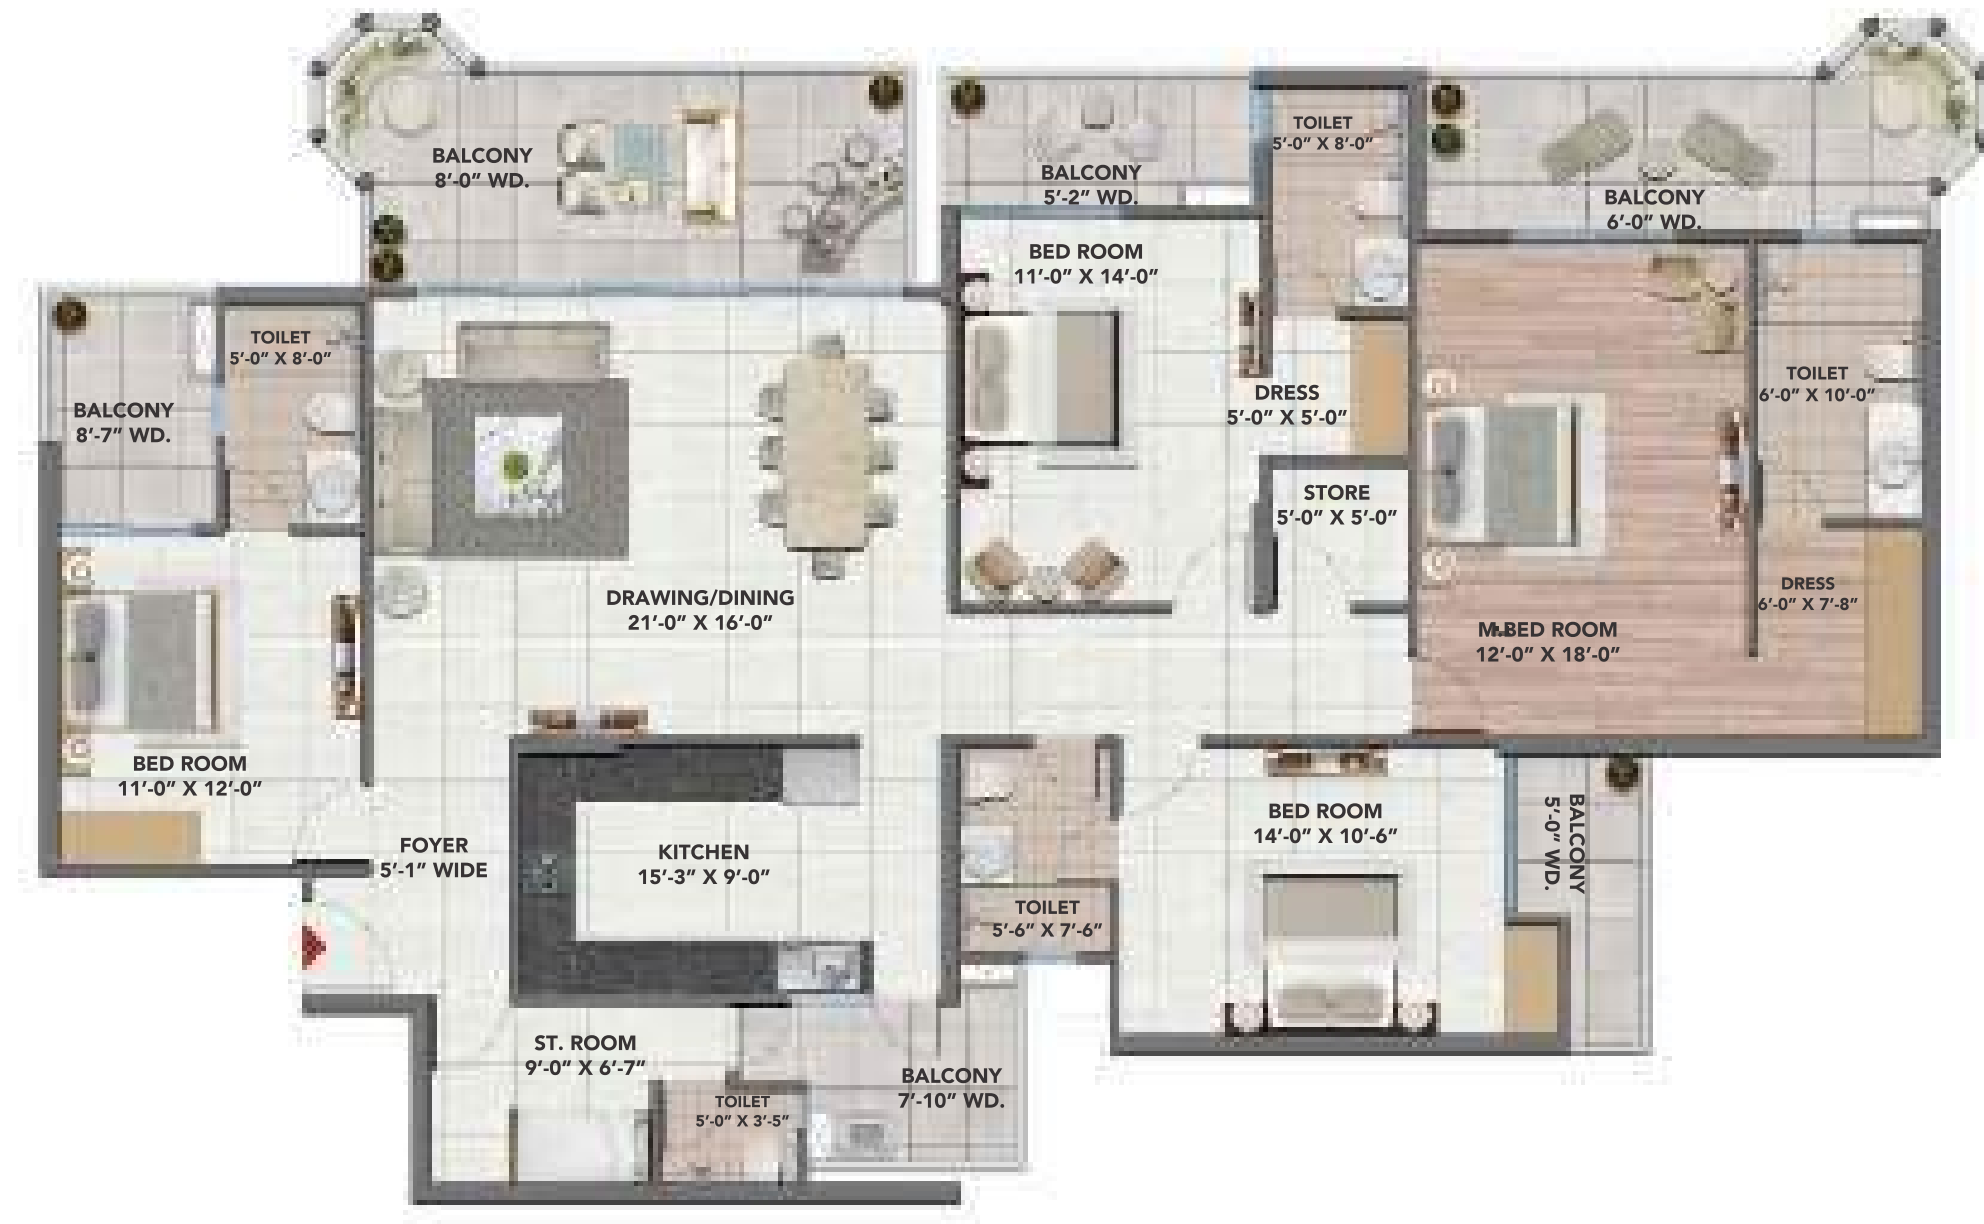 BALCONY
8'-0" WD.
BALCONY
5'-2" WD.
TOILET
5'-0" X 8'-0"
BALCONY
6'-0" WD.
BED ROOM
11'-0" X 14'-0"
TOILET
5'-0" X 8'-0"
BALCONY
8'-7" WD.
DRESS
5'-0" X 5'-0"
TOILET
6'-0" X 10'-0"
STORE
5'-0" X 5'-0"
DRAWING/DINING
21'-0" X 16'-0"
DRESS
6'-0" X 7'-8"
M.BED ROOM
12'-0" X 18'-0"
BED ROOM
11'-0" X 12'-0"
FOYER
5'-1" WIDE
KITCHEN
15'-3" X 9'-0"
BED ROOM
14'-0" X 10'-6"
BALCONY
5'-0" WD.
TOILET
5'-6" X 7'-6"
ST. ROOM
9'-0" X 6'-7"
BALCONY
7'-10" WD.
TOILET
5'-0" X 3'-5"